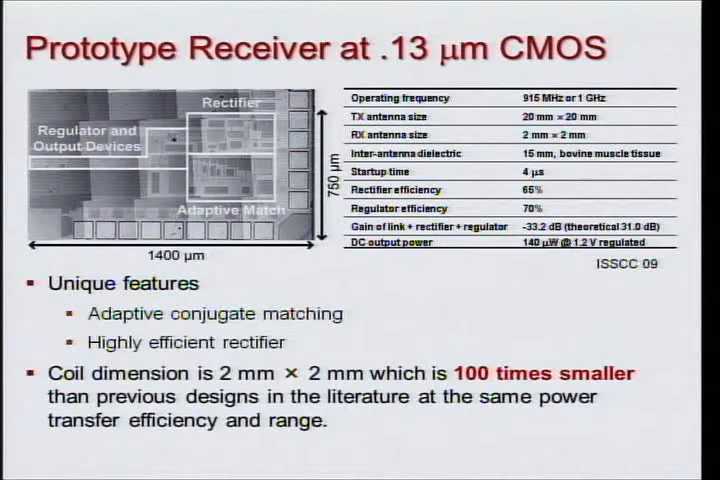 Prototype Receiver at .13 μm CMOS
Rectifier
Regulator and
Output Devices
Adaptive Match
750 μm
1400 μm
Operating frequency 915 MHz or 1 GHz
TX antenna size 20 mm × 20 mm
RX antenna size 2 mm × 2 mm
Inter-antenna dielectric 15 mm, bovine muscle tissue
Startup time 4 μs
Rectifier efficiency 65%
Regulator efficiency 70%
Gain of link + rectifier + regulator -33.2 dB (theoretical 31.0 dB)
DC output power 140 μW @ 1.2 V regulated
ISSCC 09
▪ Unique features
▪ Adaptive conjugate matching
▪ Highly efficient rectifier
▪ Coil dimension is 2 mm × 2 mm which is 100 times smaller
than previous designs in the literature at the same power
transfer efficiency and range.